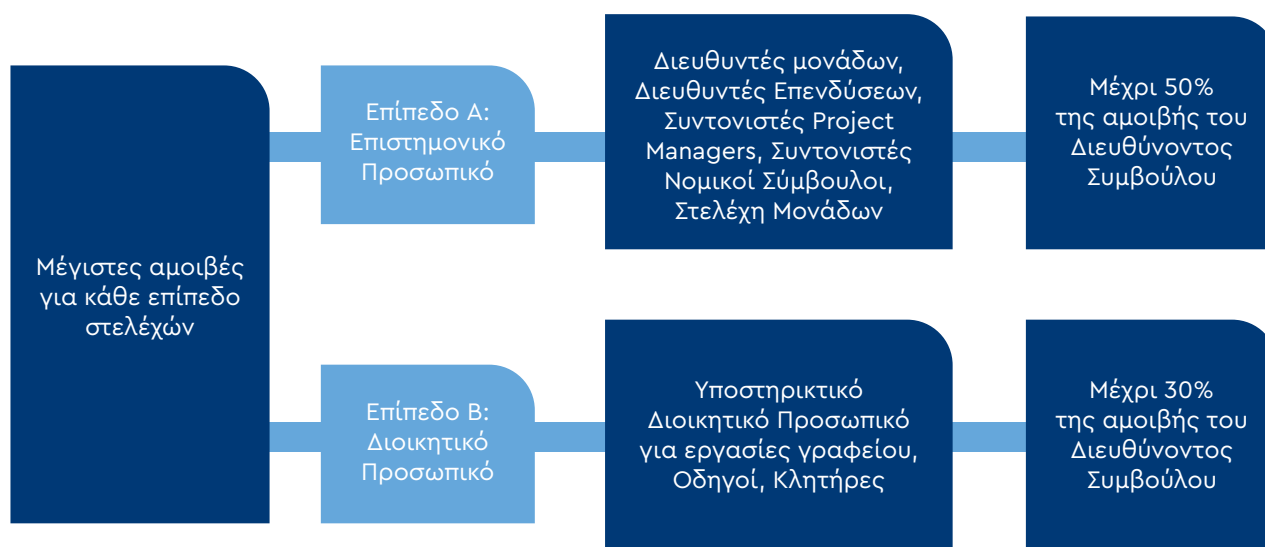 Μέγιστες αμοιβές
για κάθε επίπεδο
στελέχών
Επίπεδο Α:
Επιστημονικό
Προσωπικό
Διευθυντές μονάδων,
Διευθυντές Επενδύσεων,
Συντονιστές Project
Managers, Συντονιστές
Νομικοί Σύμβουλοι,
Στελέχη Μονάδων
Μέχρι 50%
της αμοιβής του
Διευθύνοντος
Συμβούλου
Επίπεδο Β:
Διοικητικό
Προσωπικό
Υποστηρικτικό
Διοικητικό Προσωπικό
για εργασίες γραφείου,
Οδηγοί, Κλητήρες
Μέχρι 30%
της αμοιβής του
Διευθύνοντος
Συμβούλου